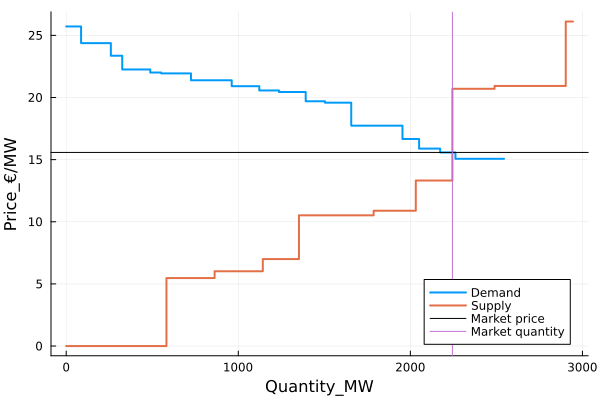 25
20
15
10
5
0
Price_€/MW
0 1000 2000 3000
Quantity_MW
Demand
Supply
Market price
Market quantity